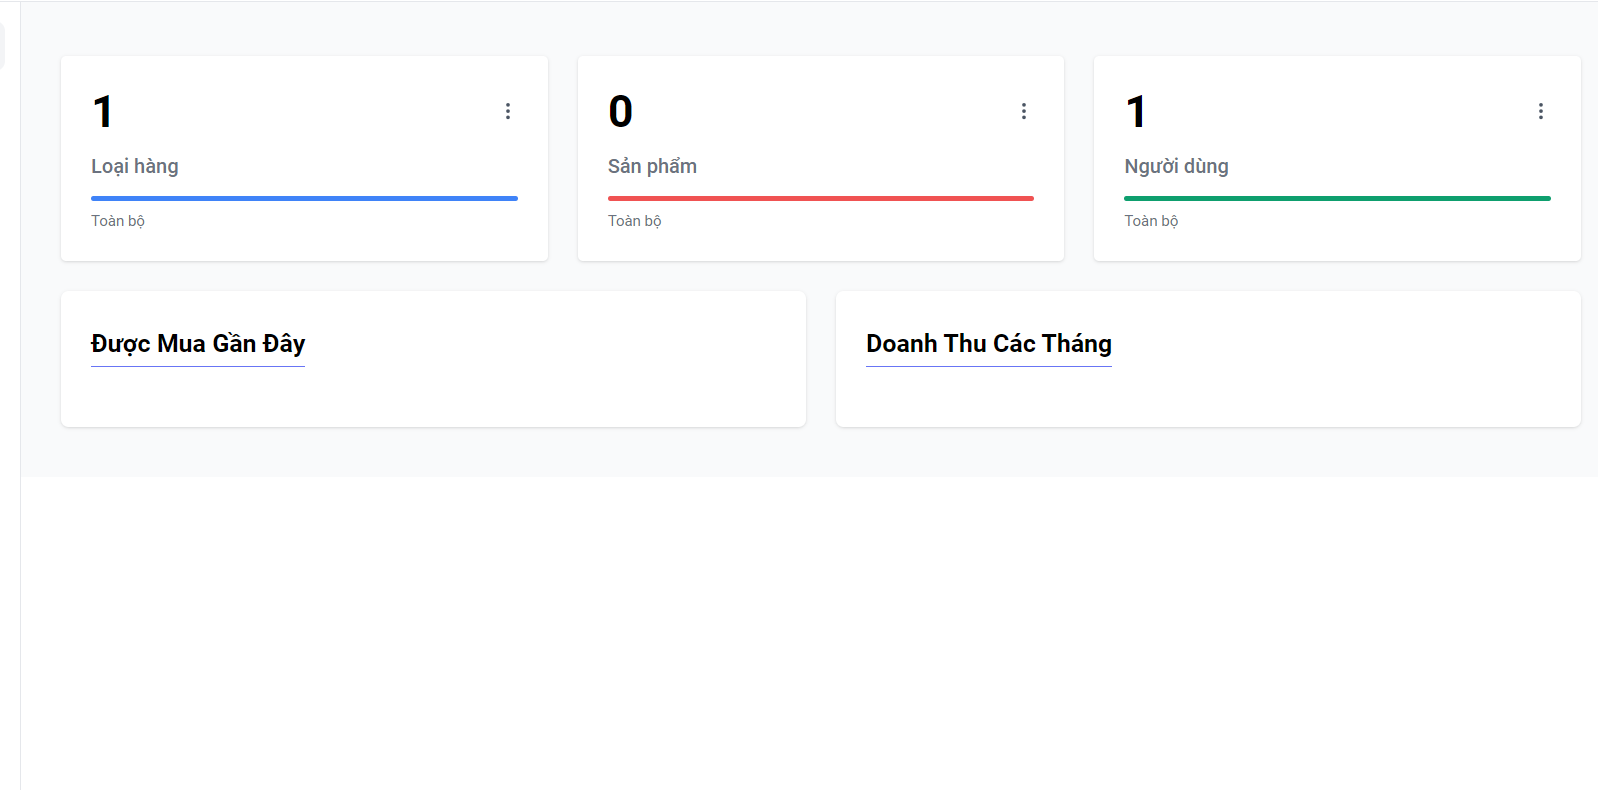 1
Loại hàng
Toàn bộ
0
Sản phẩm
Toàn bộ
1
Người dùng
Toàn bộ
Được Mua Gần Đây
Doanh Thu Các Tháng